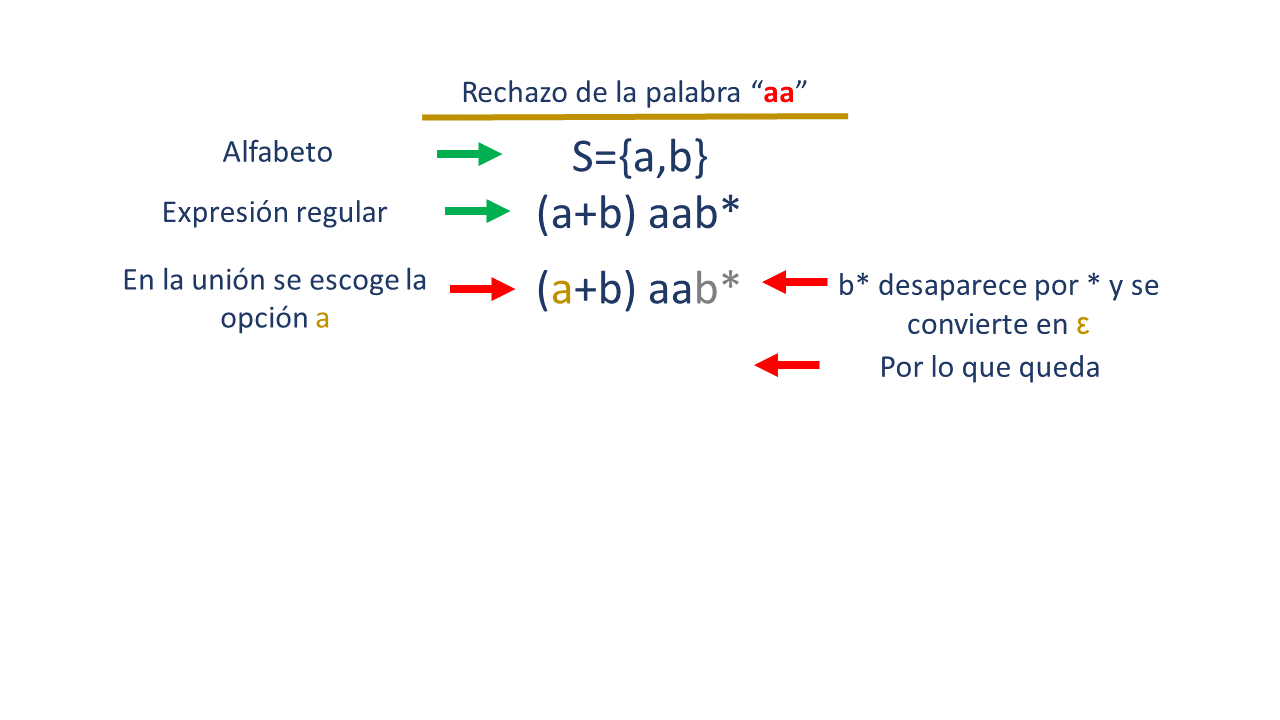 Rechazo de la palabra “aa”
Alfabeto
S={a,b}
Expresión regular
(a+b) aab*
En la unión se escoge la
opción a
(a+b) aab*
b* desaparece por * y se
convierte en ε
Por lo que queda